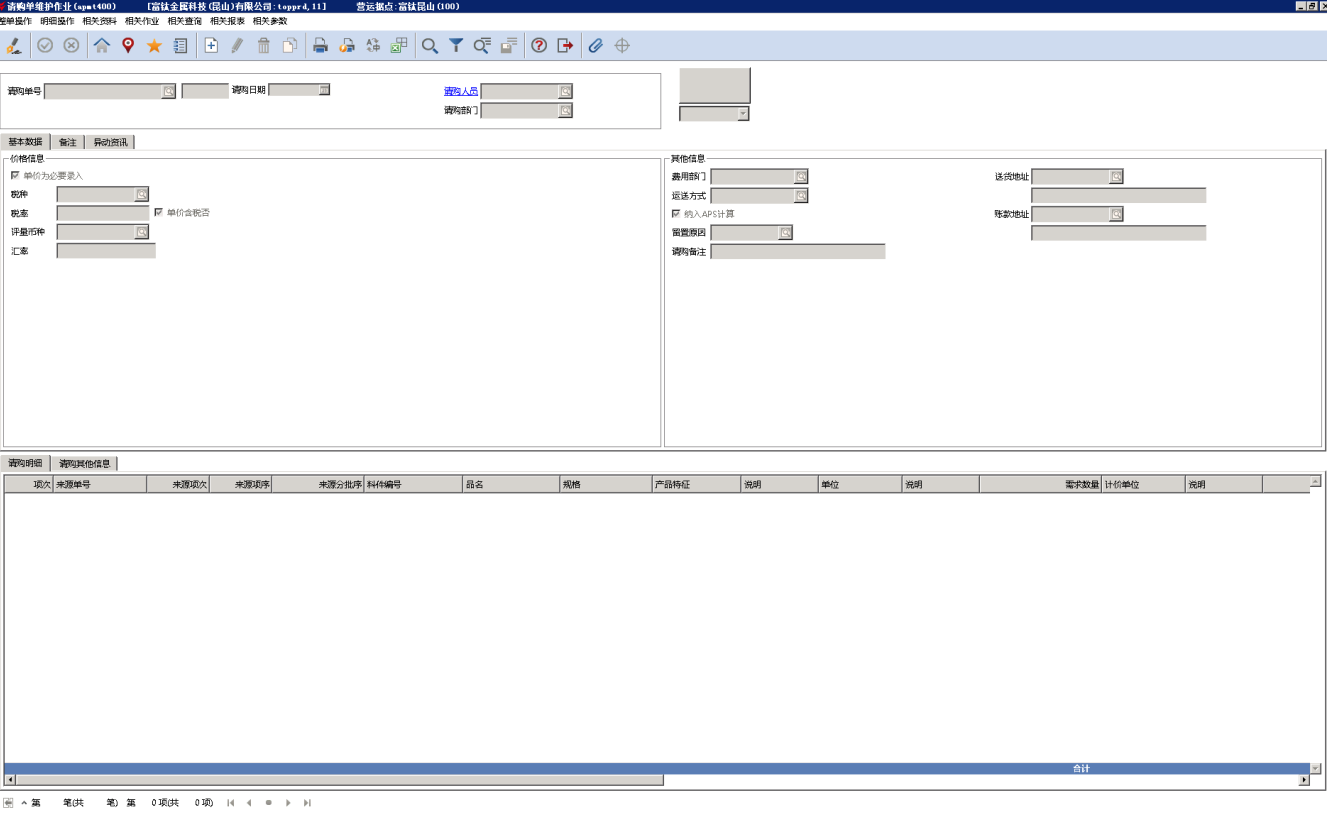 请购单维护作业(apmt400) [富钛金属科技(昆山)有限公司:topprd,11] 营运据点:富钛昆山(100)
整单操作 明细操作 相关资料 相关作业 相关查询 相关报表 相关参数
请购单号 请购日期 请购人员
请购部门
基本数据 备注 异动资讯
价格信息 其他信息
单价为必要录入 费用部门 送货地址
税种 运送方式
税率 单价含税否 纳入APS计算 账款地址
评量币种 留置原因
汇率 请购备注
请购明细 请购其他信息
项次 来源单号 来源项次 来源项序 来源分批序 料件编号 品名 规格 产品特征 说明 单位 说明 需求数量 计价单位 说明
合计
第 笔(共 笔) 第 0项(共 0项)